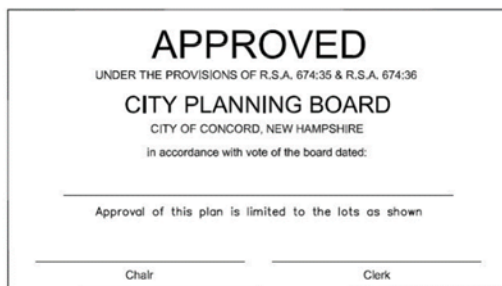 APPROVED
UNDER THE PROVISIONS OF R.S.A. 674:35 & R.S.A. 674:36
CITY PLANNING BOARD
CITY OF CONCORD, NEW HAMPSHIRE
in accordance with vote of the board dated:
Approval of this plan is limited to the lots as shown
Chair Clerk